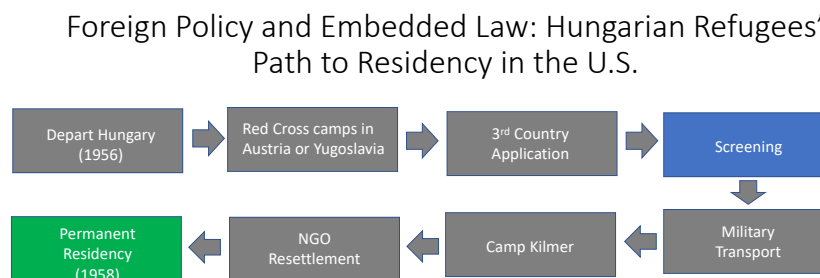 Foreign Policy and Embedded Law: Hungarian Refugees'
Path to Residency in the U.S.
Depart Hungary
(1956)
Red Cross camps in
Austria or Yugoslavia
3rd Country
Application
Screening
Military
Transport
Camp Kilmer
NGO
Resettlement
Permanent
Residency
(1958)